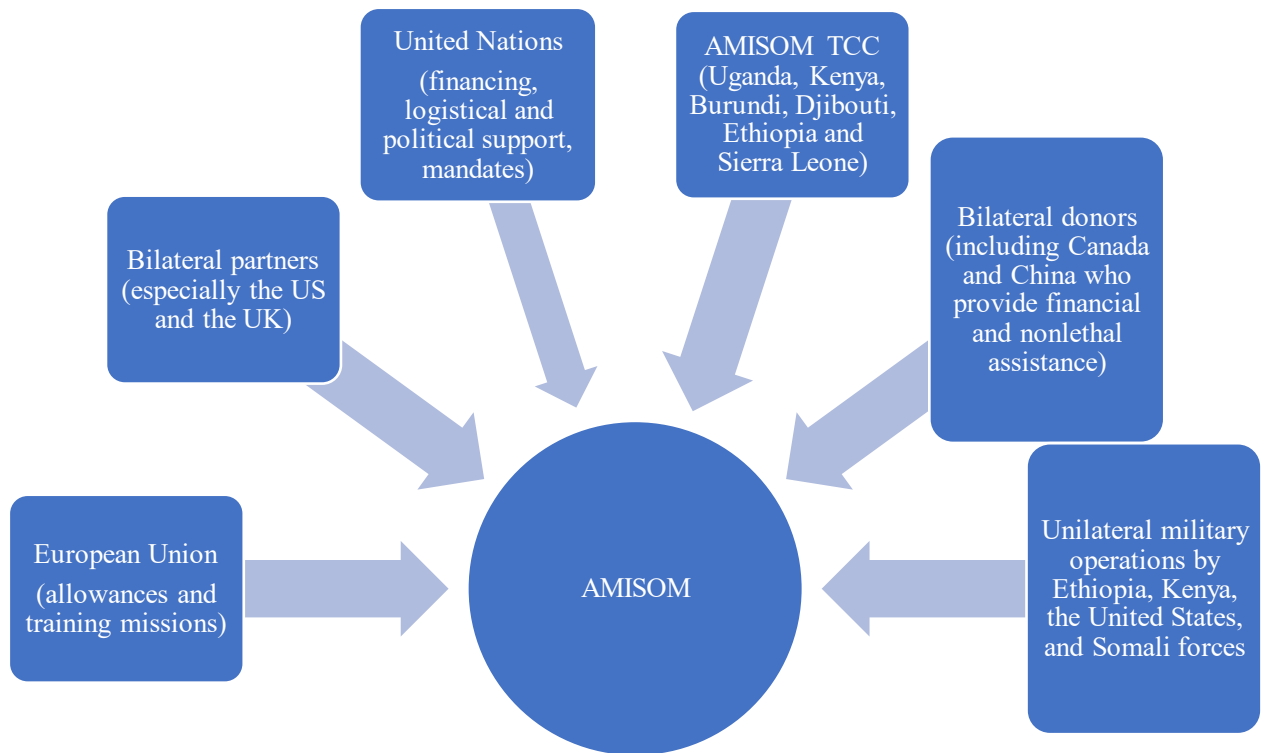 United Nations
(financing,
logistical and
political support,
mandates)
AMISOM TCC
(Uganda, Kenya,
Burundi, Djibouti,
Ethiopia and
Sierra Leone)
Bilateral partners
(especially the US
and the UK)
Bilateral donors
(including Canada
and China who
provide financial
and nonlethal
assistance)
European Union
(allowances and
training missions)
AMISOM
Unilateral military
operations by
Ethiopia, Kenya,
the United States,
and Somali forces